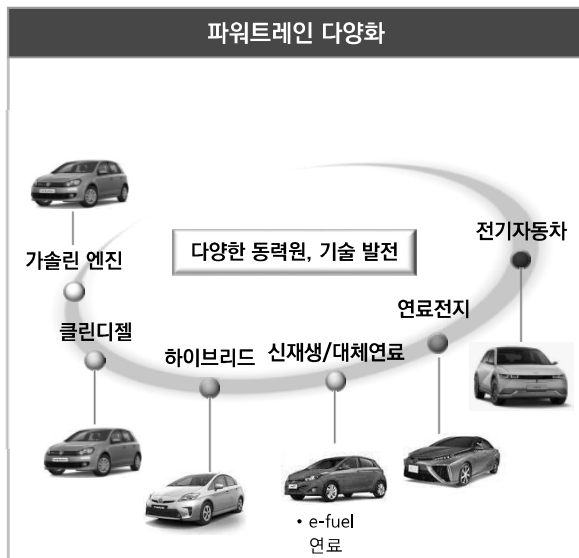 파워트레인 다양화
가솔린 엔진
다양한 동력원, 기술 발전
전기자동차
클린디젤
하이브리드
신재생/대체연료
연료전지
• e-fuel
연료